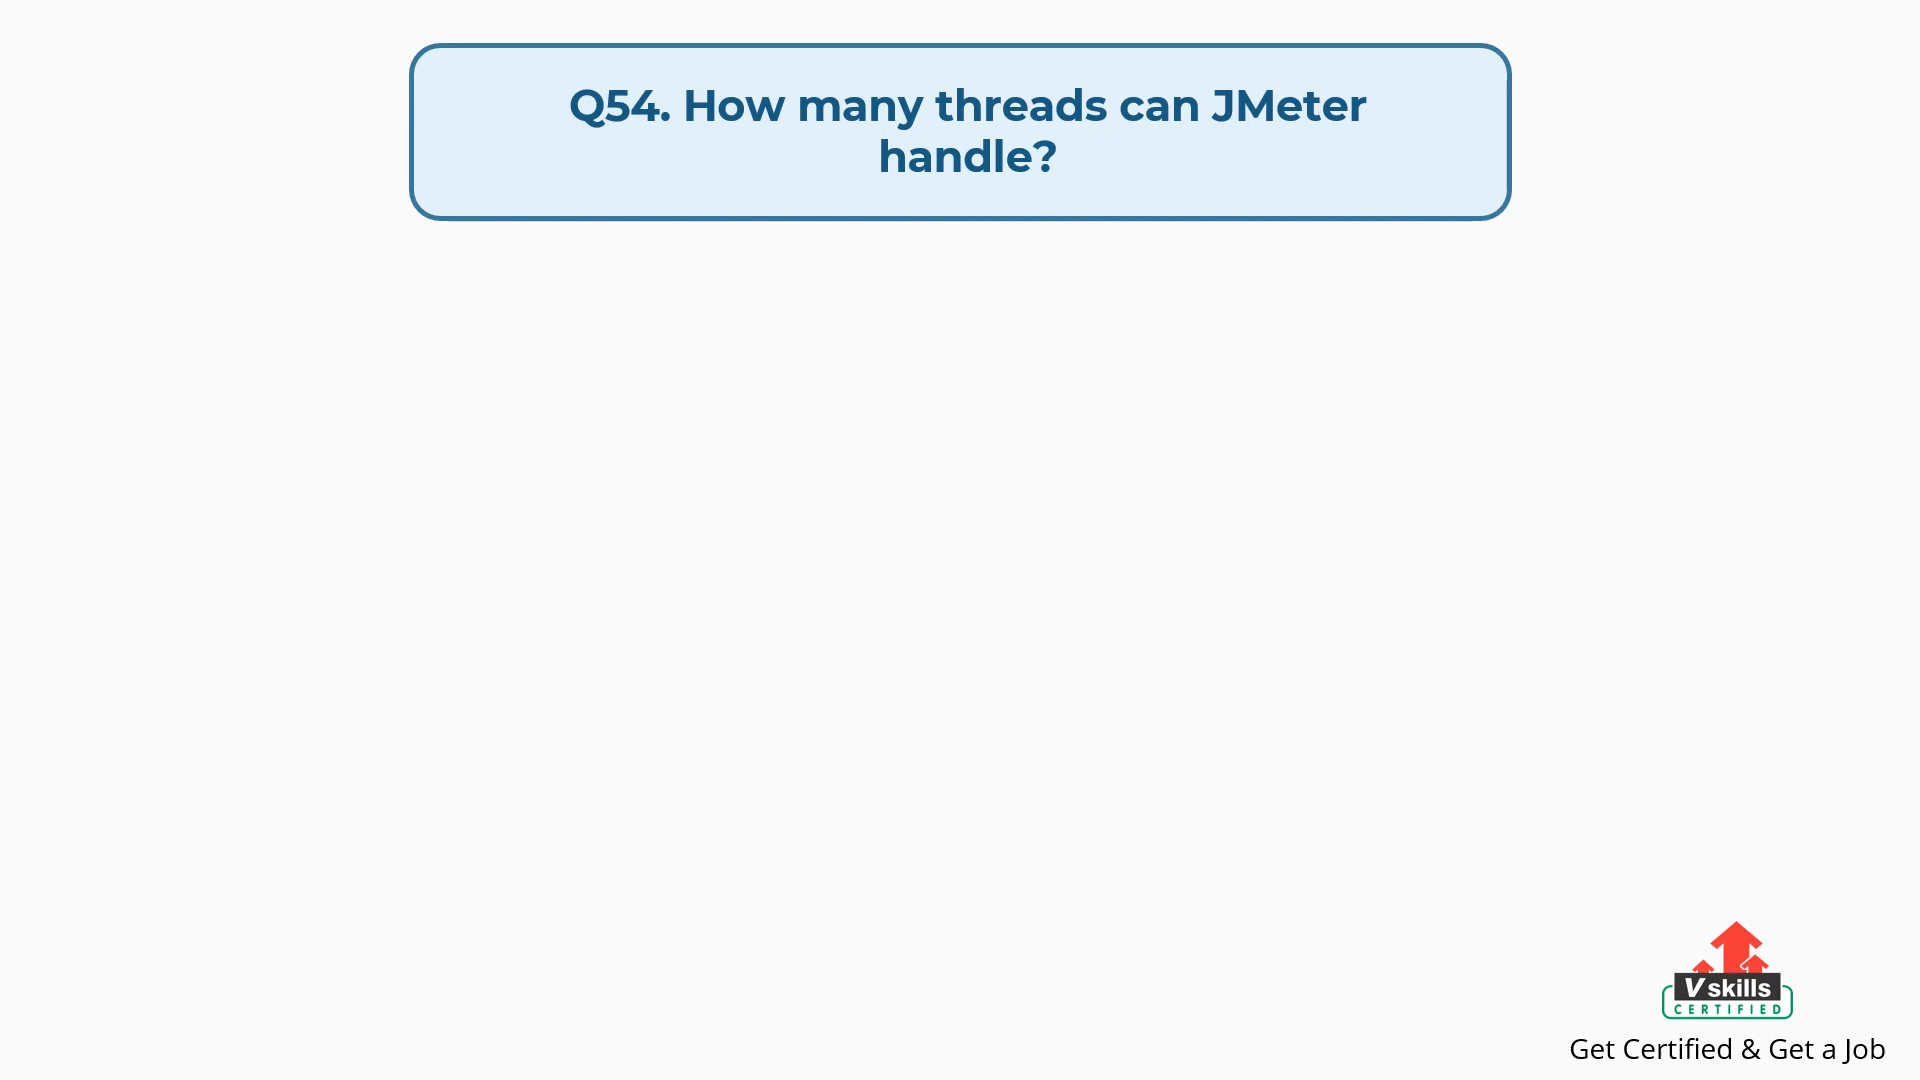 Q54. How many threads can JMeter
handle?
Vskills
CERTIFIED
Get Certified & Get a Job